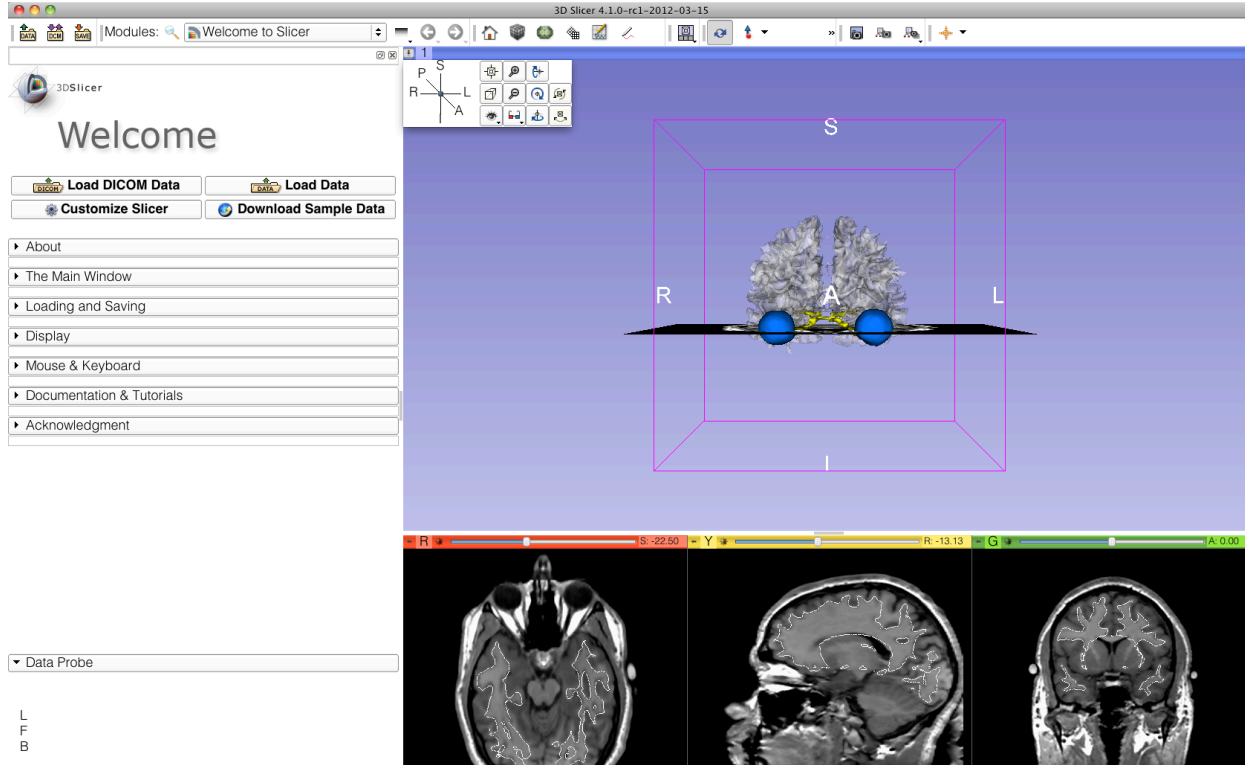 3D Slicer 4.1.0-rc1-2012-03-15
DATA DCM SAVE Modules: Welcome to Slicer
1
S
P
R L
A
3DSlicer
Welcome
DICOM Load DICOM Data DATA Load Data
Customize Slicer Download Sample Data
About
The Main Window
Loading and Saving
Display
Mouse & Keyboard
Documentation & Tutorials
Acknowledgment
S
R A L
I
R S: -22.50 Y R: -13.13 G A: 0.00
Data Probe
L
F
B